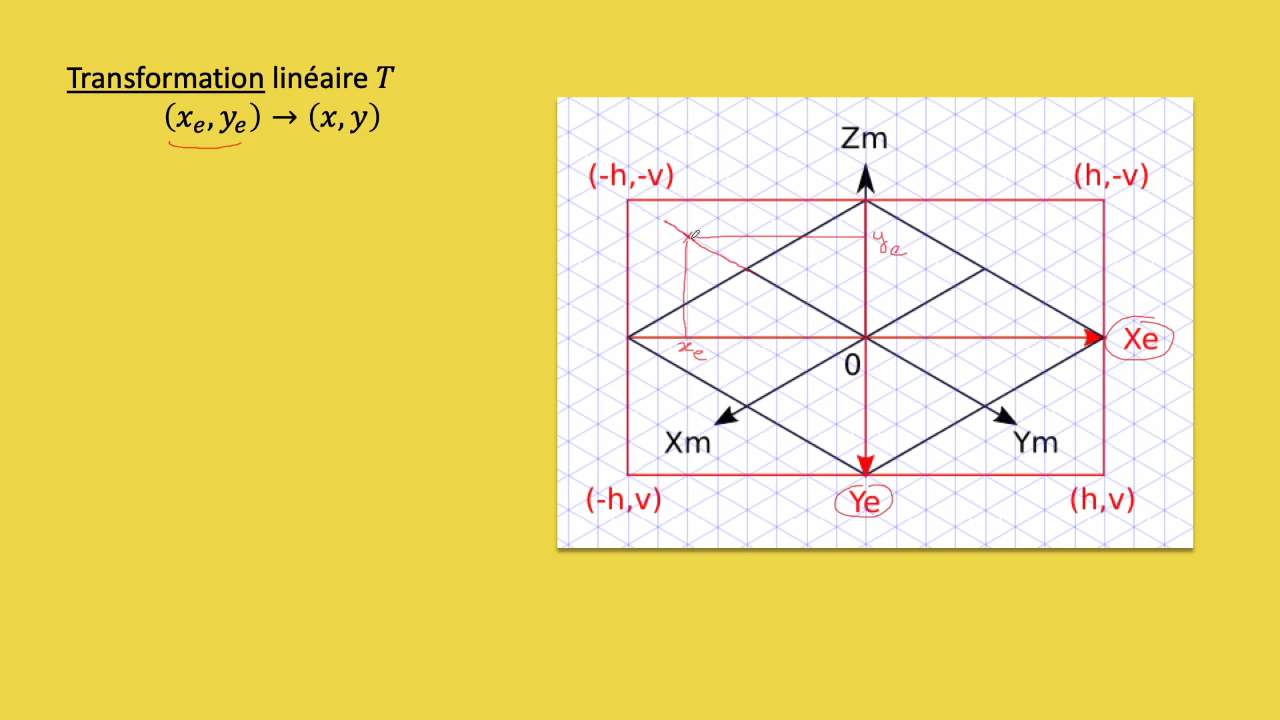 Transformation linéaire T
(xₑ, yₑ) → (x, y)
Zm
(-h,-v)
(h,-v)
yₑ
xₑ
Xe
0
Xm
Ym
(-h,v)
Ye
(h,v)